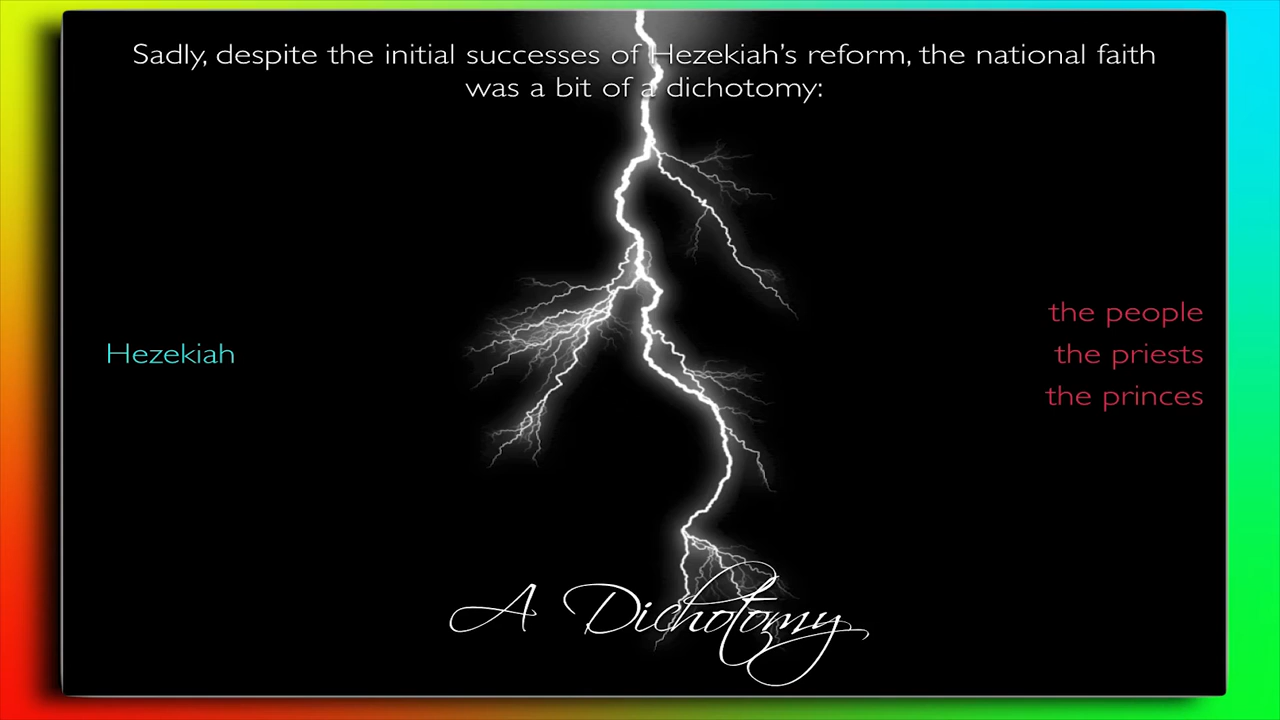 Sadly, despite the initial successes of Hezekiah's reform, the national faith
was a bit of a dichotomy:
Hezekiah
the people
the priests
the princes
A Dichotomy